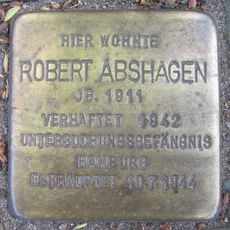 HIER WOHNTE
ROBERT ABSHAGEN
JG. 1911
VERHAFTET 1942
UNTERSUCHUNGSGEFÄNGNIS
HAMBURG
ENTHAUPTET 10.7.1944